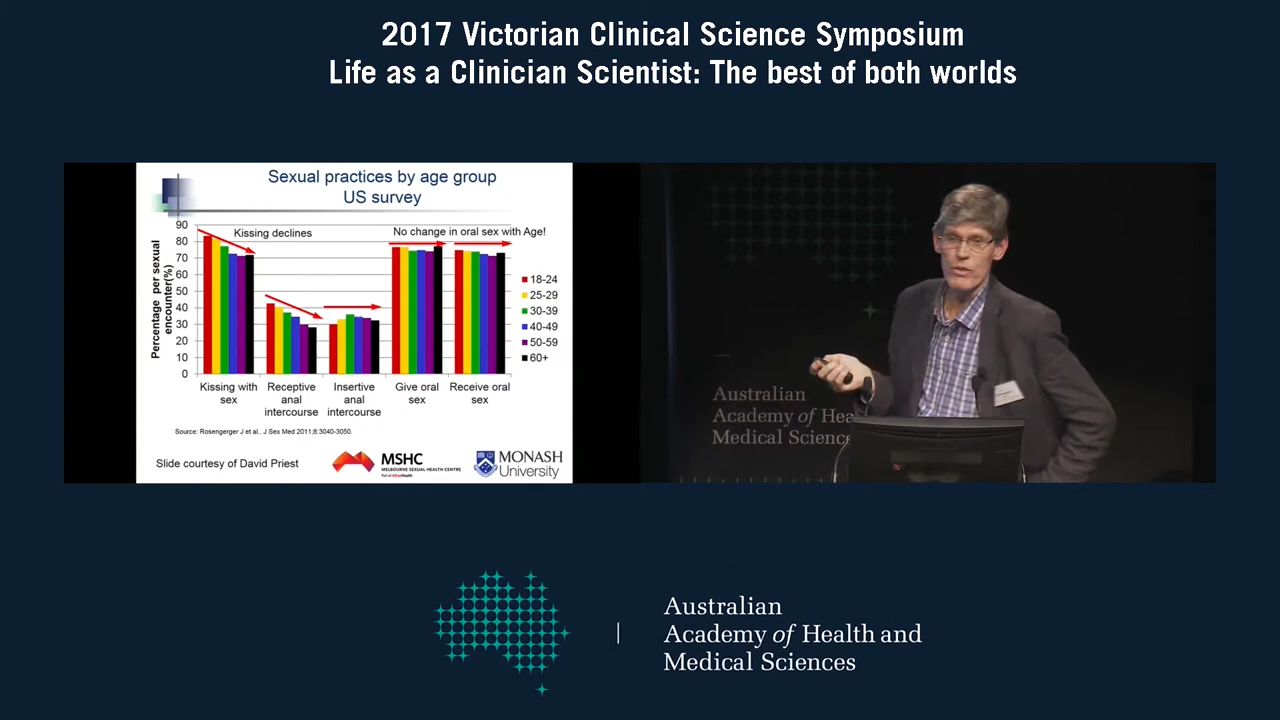 2017 Victorian Clinical Science Symposium
Life as a Clinician Scientist: The best of both worlds
Sexual practices by age group
US survey
Percentage per sexual
encounter(%)
90
80
70
60
50
40
30
20
10
0
Kissing declines
No change in oral sex with Age!
18-24
25-29
30-39
40-49
50-59
60+
Kissing with
sex
Receptive
anal
intercourse
Insertive
anal
intercourse
Give oral
sex
Receive oral
sex
Source: Rosengerger J et al.. J Sex Med 2011;8:3040-3050.
Slide courtesy of David Priest
MSHC
MELBOURNE SEXUAL HEALTH CENTRE
Part of AlfredHealth
MONASH
University
Australian
Academy of Hea
Medical Science
Australian
Academy of Health and
Medical Sciences